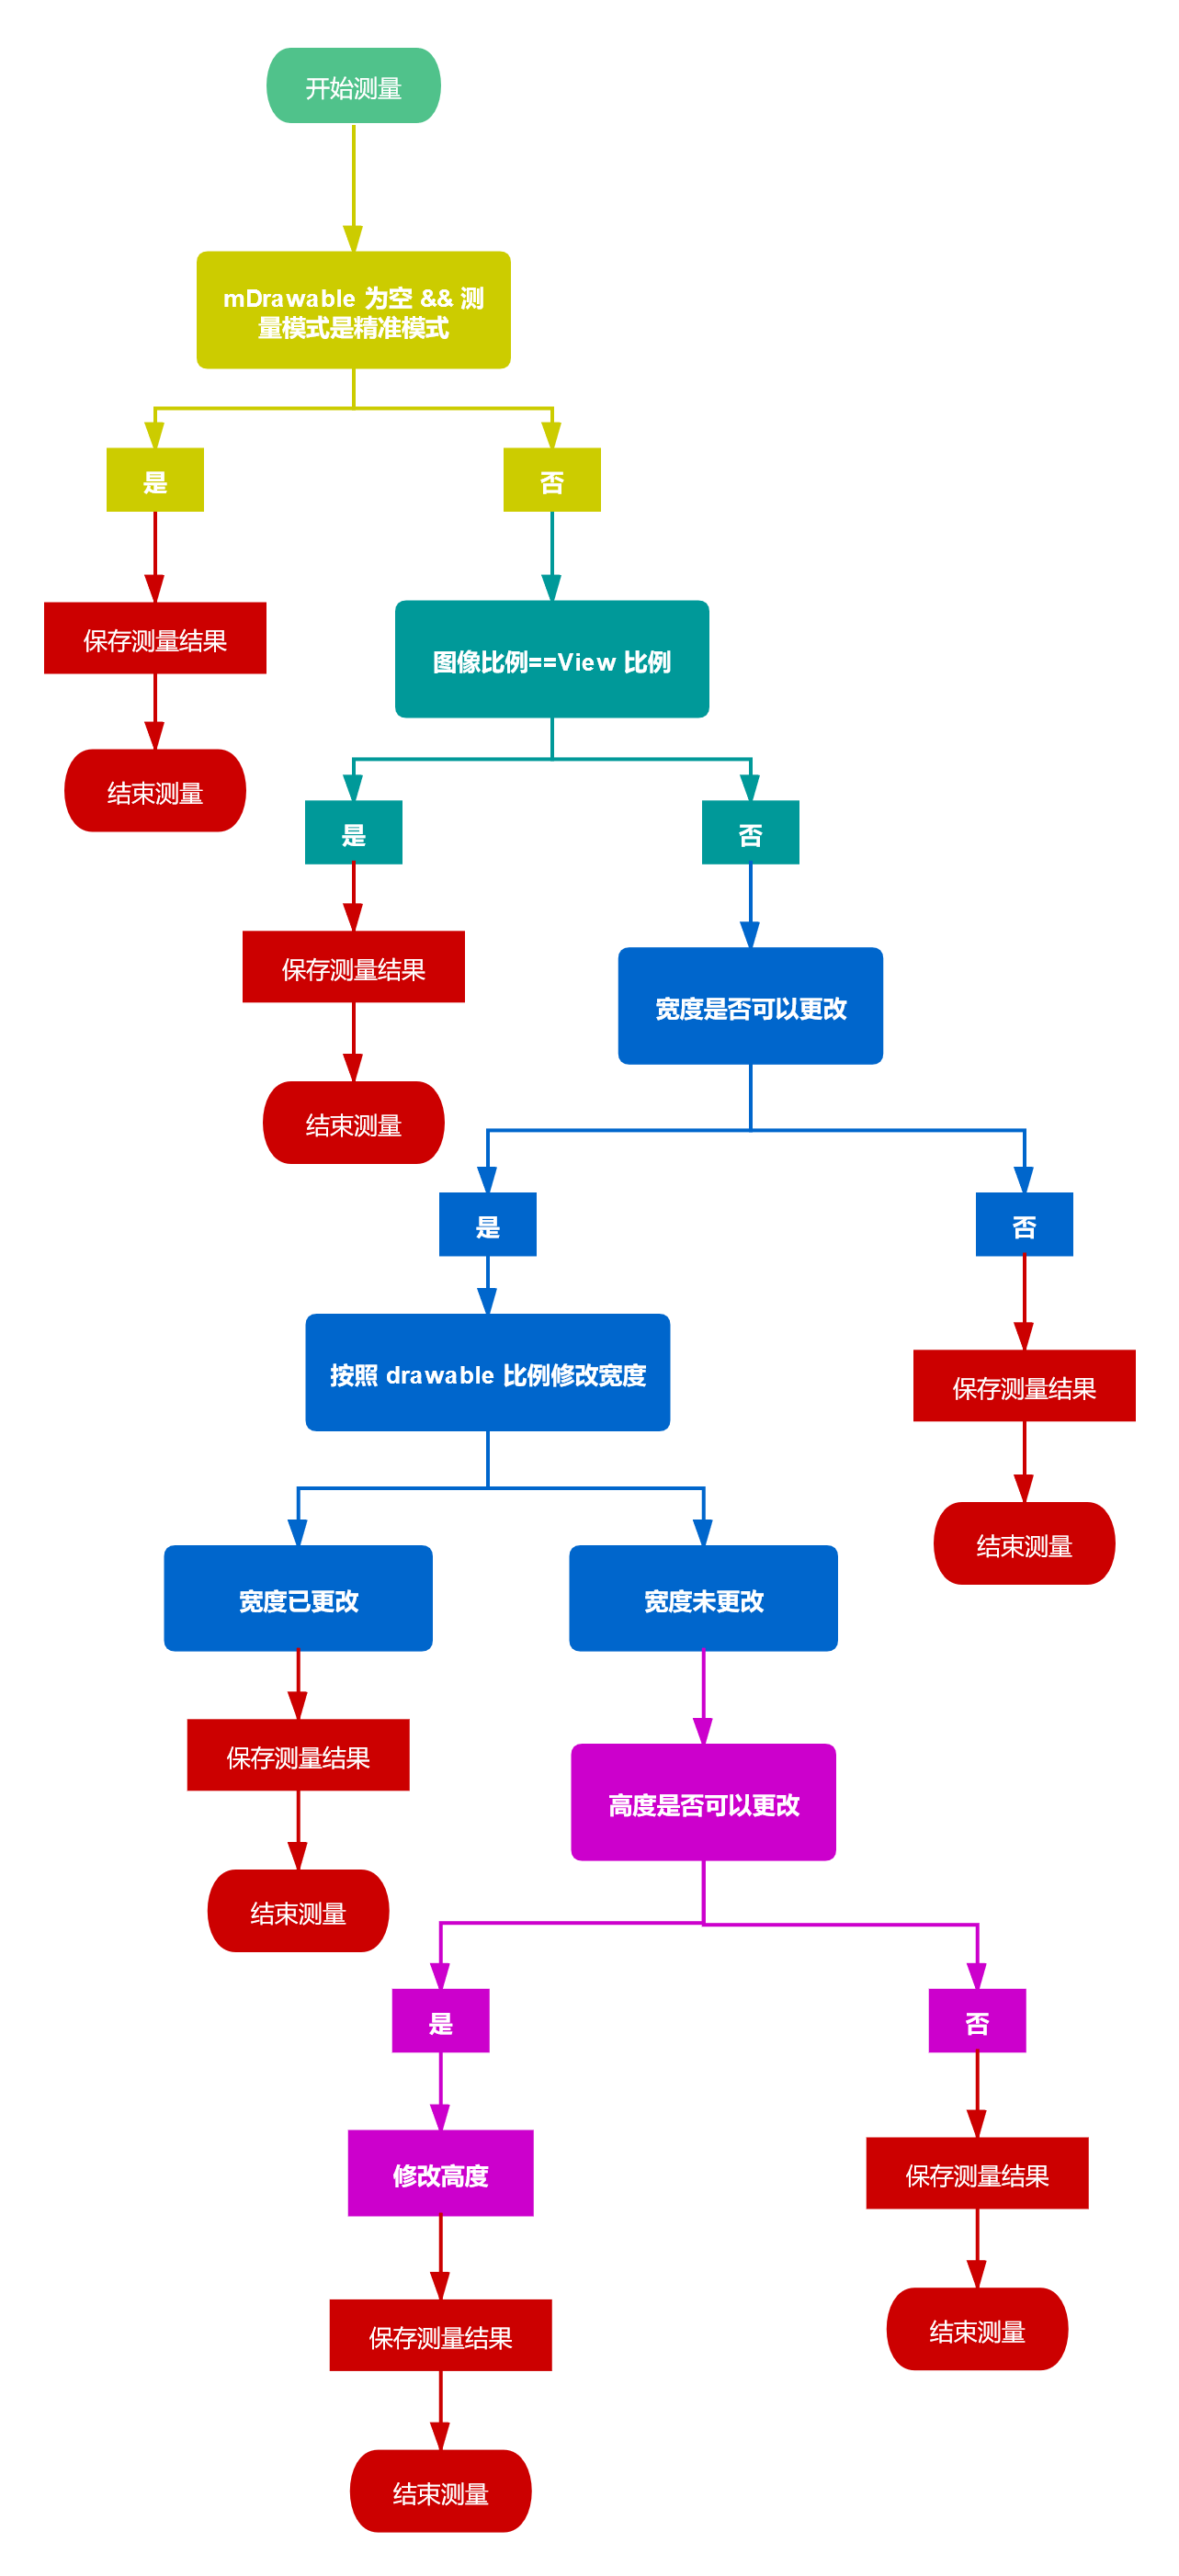 开始测量
mDrawable 为空 && 测
量模式是精准模式
是
否
保存测量结果
图像比例==View 比例
结束测量
是
否
保存测量结果
宽度是否可以更改
结束测量
是
否
按照 drawable 比例修改宽度
保存测量结果
结束测量
宽度已更改
宽度未更改
保存测量结果
高度是否可以更改
结束测量
是
否
修改高度
保存测量结果
结束测量
保存测量结果
结束测量